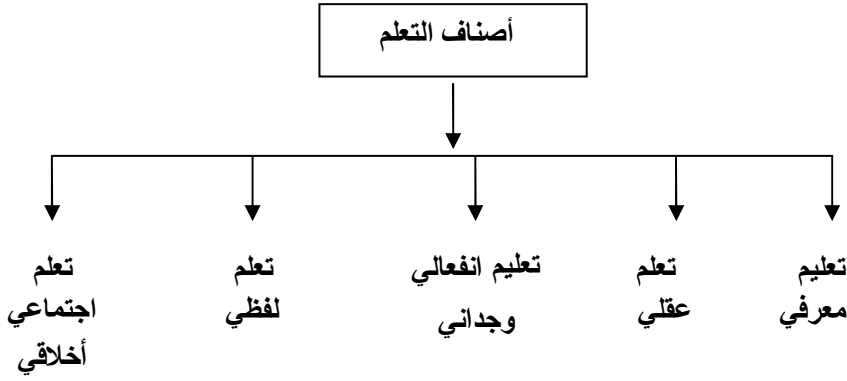 أصناف التعلم
تعليم
معرفي
تعلم
عقلي
تعليم انفعالي
وجداني
تعلم
لفظي
تعلم
اجتماعي
أخلاقي